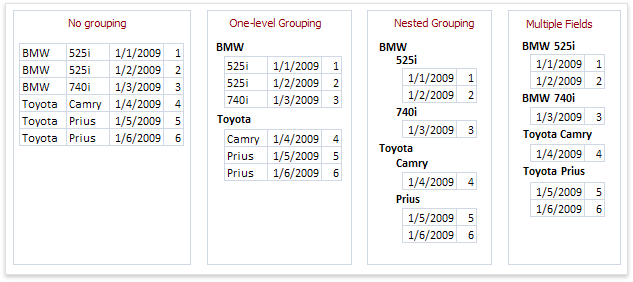 No grouping
BMW 525i 1/1/2009 1
BMW 525i 1/2/2009 2
BMW 740i 1/3/2009 3
Toyota Camry 1/4/2009 4
Toyota Prius 1/5/2009 5
Toyota Prius 1/6/2009 6
One-level Grouping
BMW
525i 1/1/2009 1
525i 1/2/2009 2
740i 1/3/2009 3
Toyota
Camry 1/4/2009 4
Prius 1/5/2009 5
Prius 1/6/2009 6
Nested Grouping
BMW
525i
1/1/2009 1
1/2/2009 2
740i
1/3/2009 3
Toyota
Camry
1/4/2009 4
Prius
1/5/2009 5
1/6/2009 6
Multiple Fields
BMW 525i
1/1/2009 1
1/2/2009 2
BMW 740i
1/3/2009 3
Toyota Camry
1/4/2009 4
Toyota Prius
1/5/2009 5
1/6/2009 6